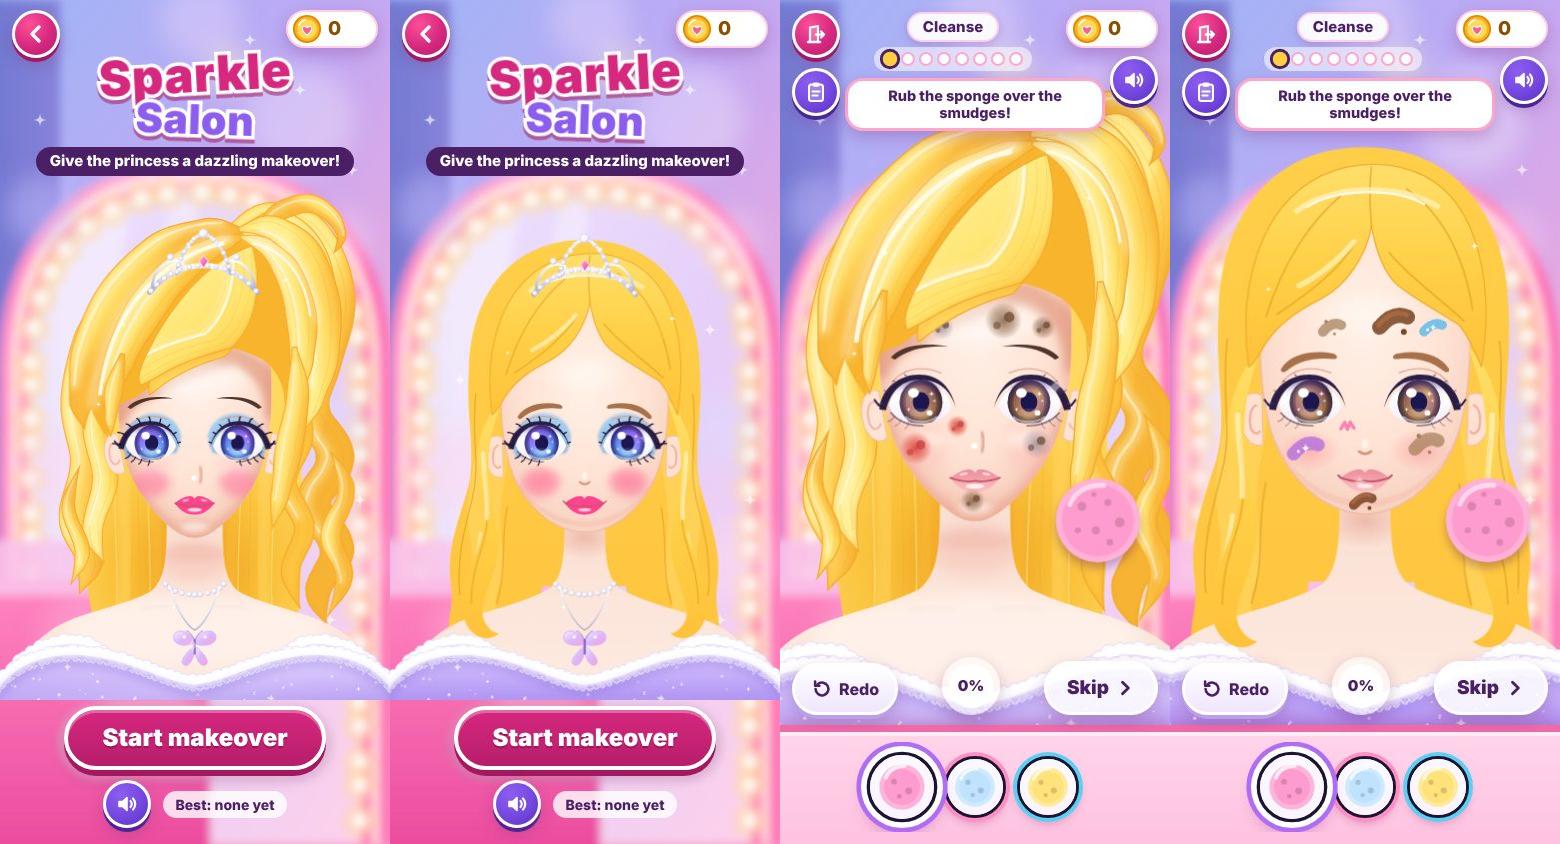 0
Sparkle
Salon
Give the princess a dazzling makeover!
Start makeover
Best: none yet
0
Sparkle
Salon
Give the princess a dazzling makeover!
Start makeover
Best: none yet
Cleanse
0
Rub the sponge over the
smudges!
Redo
0%
Skip
Cleanse
0
Rub the sponge over the
smudges!
Redo
0%
Skip